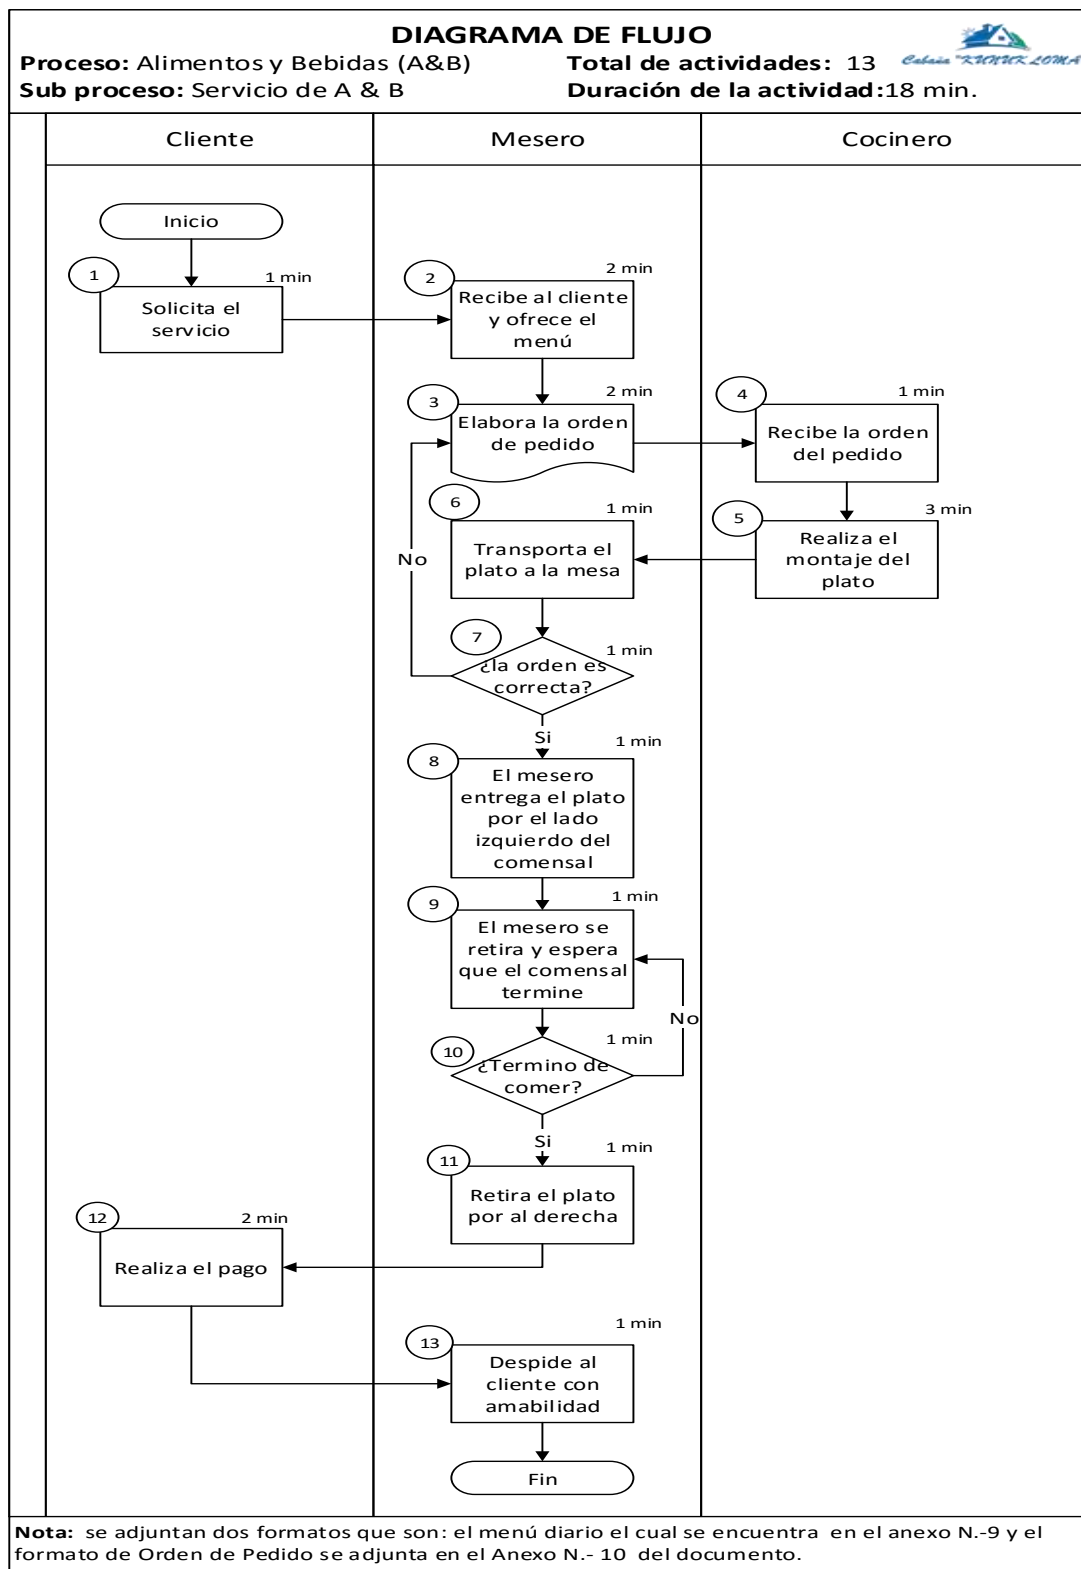 DIAGRAMA DE FLUJO
Proceso: Alimentos y Bebidas (A&B)
Total de actividades: 13
Cabaña "KUNUK LOMA"
Sub proceso: Servicio de A & B
Duración de la actividad:18 min.
Cliente
Mesero
Cocinero
Inicio
1
1 min
Solicita el
servicio
2
2 min
Recibe al cliente
y ofrece el
menú
3
2 min
Elabora la orden
de pedido
4
1 min
Recibe la orden
del pedido
5
3 min
Realiza el
montaje del
plato
6
1 min
Transporta el
plato a la mesa
No
7
1 min
¿la orden es
correcta?
Si
8
1 min
El mesero
entrega el plato
por el lado
izquierdo del
comensal
9
1 min
El mesero se
retira y espera
que el comensal
termine
No
10
1 min
¿Termino de
comer?
Si
11
1 min
Retira el plato
por al derecha
12
2 min
Realiza el pago
13
1 min
Despide al
cliente con
amabilidad
Fin
Nota: se adjuntan dos formatos que son: el menú diario el cual se encuentra en el anexo N.-9 y el
formato de Orden de Pedido se adjunta en el Anexo N.- 10 del documento.